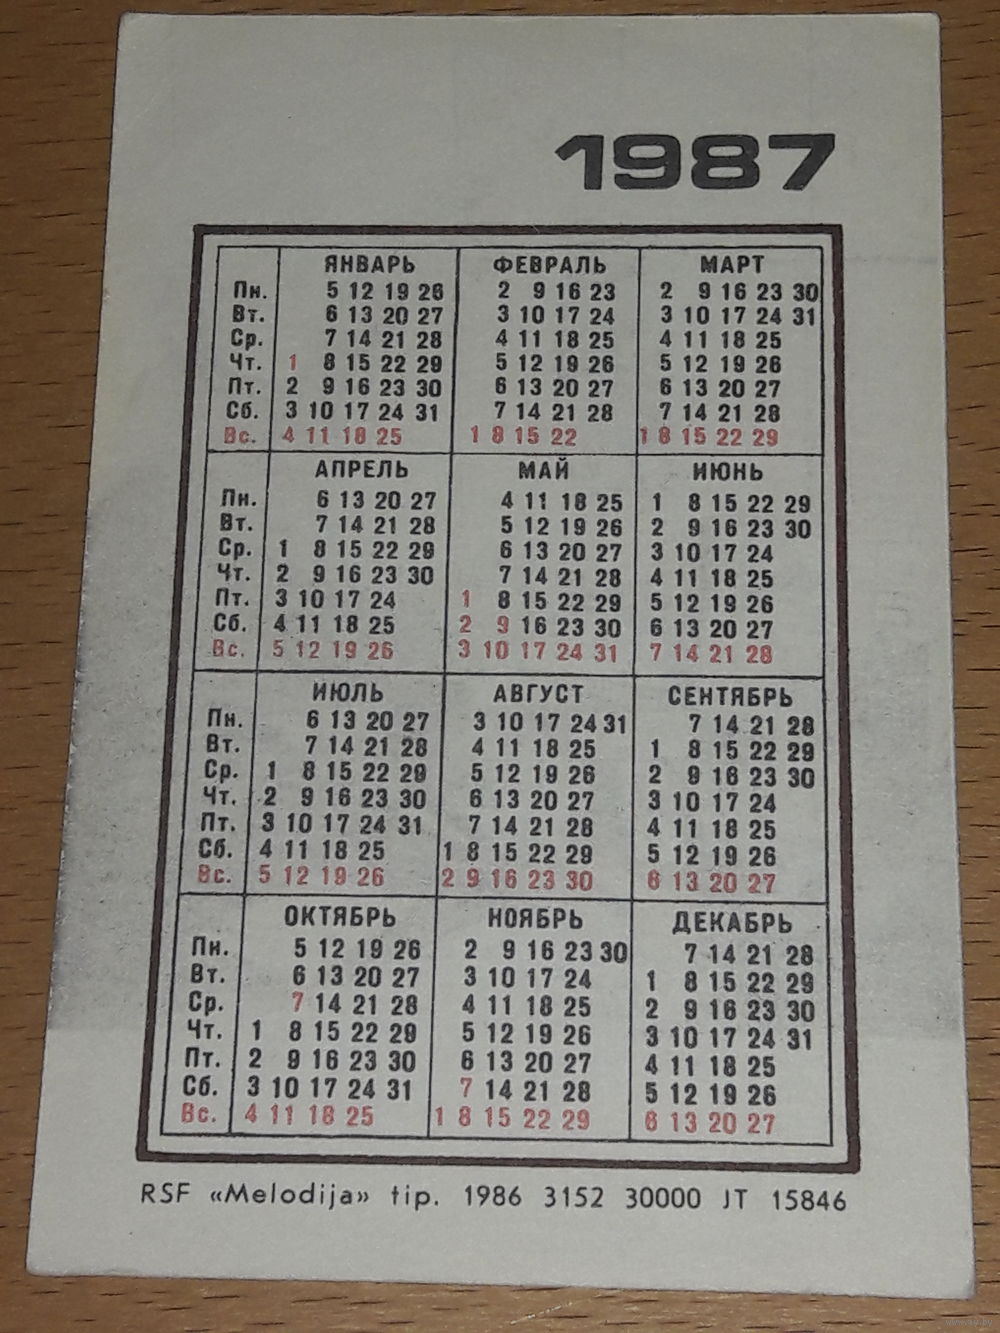 1987
ЯНВАРЬ ФЕВРАЛЬ МАРТ
Пн. 5 12 19 26 2 9 16 23 2 9 16 23 30
Вт. 6 13 20 27 3 10 17 24 3 10 17 24 31
Ср. 7 14 21 28 4 11 18 25 4 11 18 25
Чт. 1 8 15 22 29 5 12 19 26 5 12 19 26
Пт. 2 9 16 23 30 6 13 20 27 6 13 20 27
Сб. 3 10 17 24 31 7 14 21 28 7 14 21 28
Вс. 4 11 18 25 1 8 15 22 1 8 15 22 29
АПРЕЛЬ МАЙ ИЮНЬ
Пн. 6 13 20 27 4 11 18 25 1 8 15 22 29
Вт. 7 14 21 28 5 12 19 26 2 9 16 23 30
Ср. 1 8 15 22 29 6 13 20 27 3 10 17 24
Чт. 2 9 16 23 30 7 14 21 28 4 11 18 25
Пт. 3 10 17 24 1 8 15 22 29 5 12 19 26
Сб. 4 11 18 25 2 9 16 23 30 6 13 20 27
Вс. 5 12 19 26 3 10 17 24 31 7 14 21 28
ИЮЛЬ АВГУСТ СЕНТЯБРЬ
Пн. 6 13 20 27 3 10 17 24 31 7 14 21 28
Вт. 7 14 21 28 4 11 18 25 1 8 15 22 29
Ср. 1 8 15 22 29 5 12 19 26 2 9 16 23 30
Чт. 2 9 16 23 30 6 13 20 27 3 10 17 24
Пт. 3 10 17 24 31 7 14 21 28 4 11 18 25
Сб. 4 11 18 25 1 8 15 22 29 5 12 19 26
Вс. 5 12 19 26 2 9 16 23 30 6 13 20 27
ОКТЯБРЬ НОЯБРЬ ДЕКАБРЬ
Пн. 5 12 19 26 2 9 16 23 30 7 14 21 28
Вт. 6 13 20 27 3 10 17 24 1 8 15 22 29
Ср. 7 14 21 28 4 11 18 25 2 9 16 23 30
Чт. 1 8 15 22 29 5 12 19 26 3 10 17 24 31
Пт. 2 9 16 23 30 6 13 20 27 4 11 18 25
Сб. 3 10 17 24 31 7 14 21 28 5 12 19 26
Вс. 4 11 18 25 1 8 15 22 29 6 13 20 27
RSF «Melodija» tip. 1986 3152 30000 JT 15846